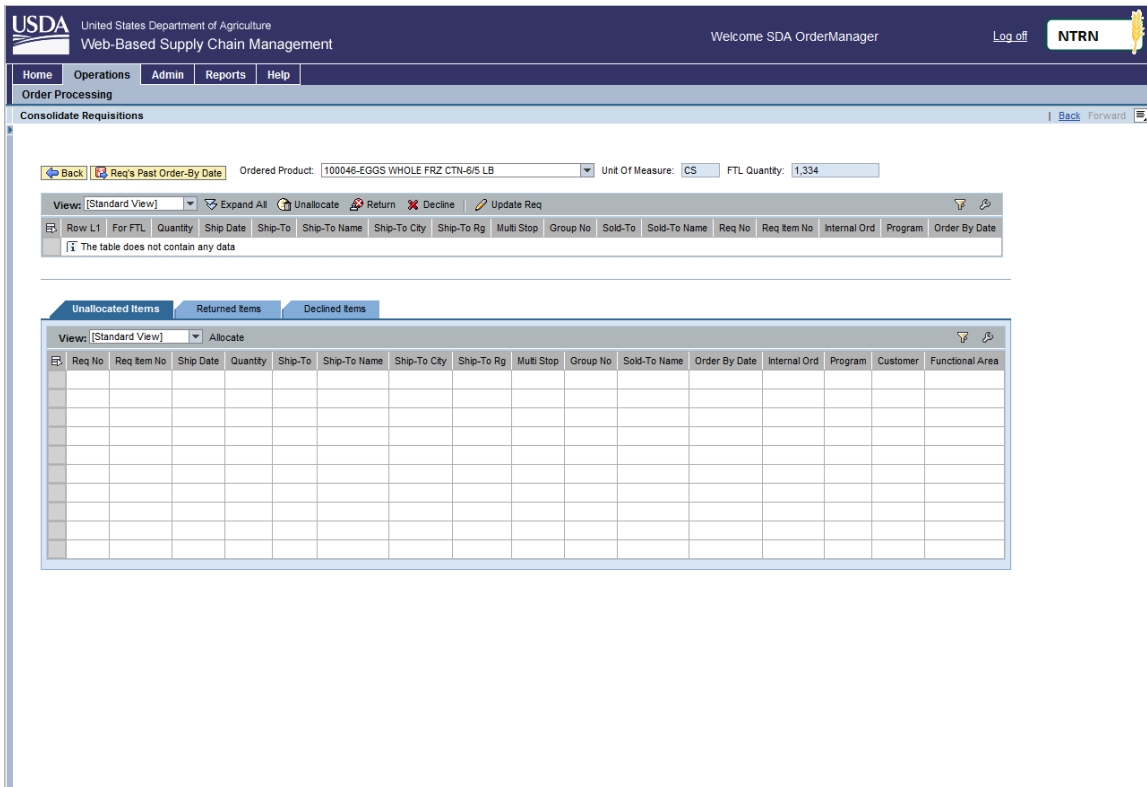 USDA United States Department of Agriculture
Web-Based Supply Chain Management
Welcome SDA OrderManager
Log off
NTRN
Home Operations Admin Reports Help
Order Processing
Consolidate Requisitions
| Back Forward
Back Req's Past Order-By Date Ordered Product: 100046-EGGS WHOLE FRZ CTN-6/5 LB Unit Of Measure: CS FTL Quantity: 1,334
View: [Standard View] Expand All Unallocate Return Decline Update Req
Row L1 For FTL Quantity Ship Date Ship-To Ship-To Name Ship-To City Ship-To Rg Multi Stop Group No Sold-To Sold-To Name Req No Req Item No Internal Ord Program Order By Date
The table does not contain any data
Unallocated Items Returned Items Declined Items
View: [Standard View] Allocate
Req No Req Item No Ship Date Quantity Ship-To Ship-To Name Ship-To City Ship-To Rg Multi Stop Group No Sold-To Name Order By Date Internal Ord Program Customer Functional Area